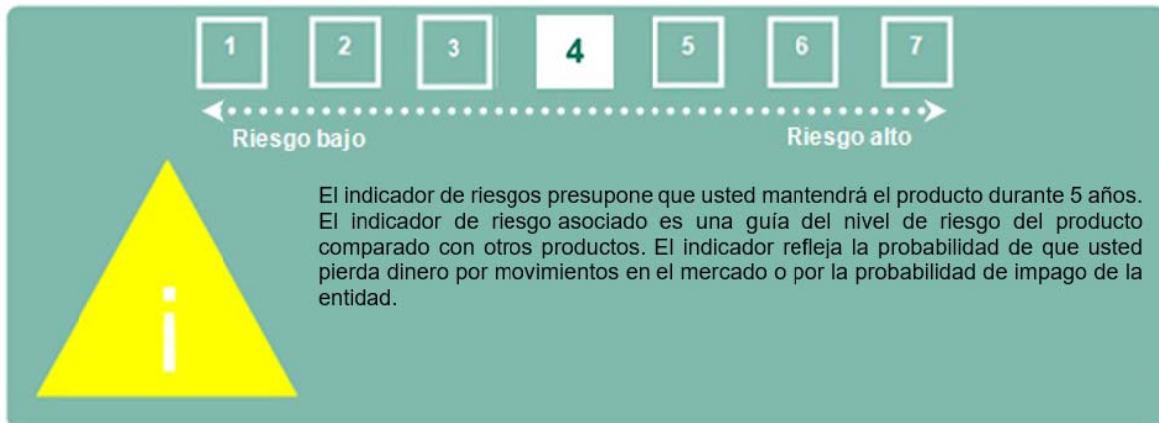 1 2 3 4 5 6 7
Riesgo bajo Riesgo alto
El indicador de riesgos presupone que usted mantendrá el producto durante 5 años.
El indicador de riesgo asociado es una guía del nivel de riesgo del producto
comparado con otros productos. El indicador refleja la probabilidad de que usted
pierda dinero por movimientos en el mercado o por la probabilidad de impago de la
entidad.
i